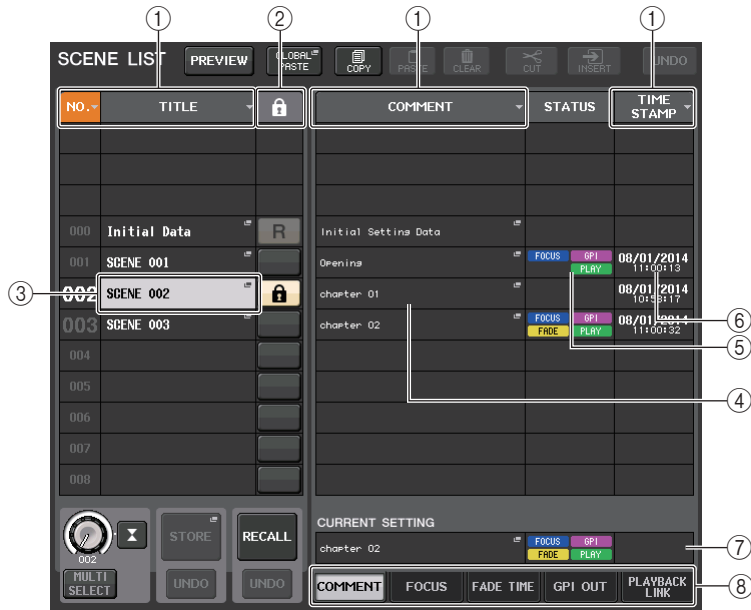 ① ② ① ①
SCENE LIST PREVIEW GLOBAL PASTE COPY PASTE CLEAR CUT INSERT UNDO
NO. TITLE COMMENT STATUS TIME STAMP
000 Initial Data R Initial Setting Data
001 SCENE 001 Opening FOCUS GPI PLAY 08/01/2014 11:00:13
③ 002 SCENE 002 chapter 01 08/01/2014 10:58:17
⑥
003 SCENE 003 chapter 02 FOCUS GPI FADE PLAY 08/01/2014 11:00:32
⑤
004
005
④
006
007
008
STORE RECALL
CURRENT SETTING
chapter 02 FOCUS GPI FADE PLAY ⑦
002
MULTI SELECT UNDO UNDO COMMENT FOCUS FADE TIME GPI OUT PLAYBACK LINK ⑧